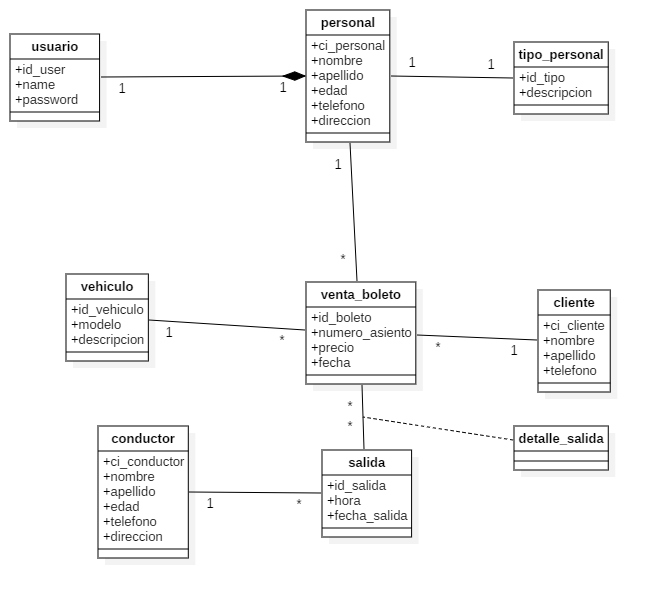 usuario
+id_user
+name
+password
personal
+ci_personal
+nombre
+apellido
+edad
+telefono
+direccion
tipo_personal
+id_tipo
+descripcion
1
1
1
1
1
*
vehiculo
+id_vehiculo
+modelo
+descripcion
venta_boleto
+id_boleto
+numero_asiento
+precio
+fecha
cliente
+ci_cliente
+nombre
+apellido
+telefono
1
*
*
1
*
*
detalle_salida
conductor
+ci_conductor
+nombre
+apellido
+edad
+telefono
+direccion
salida
+id_salida
+hora
+fecha_salida
1
*